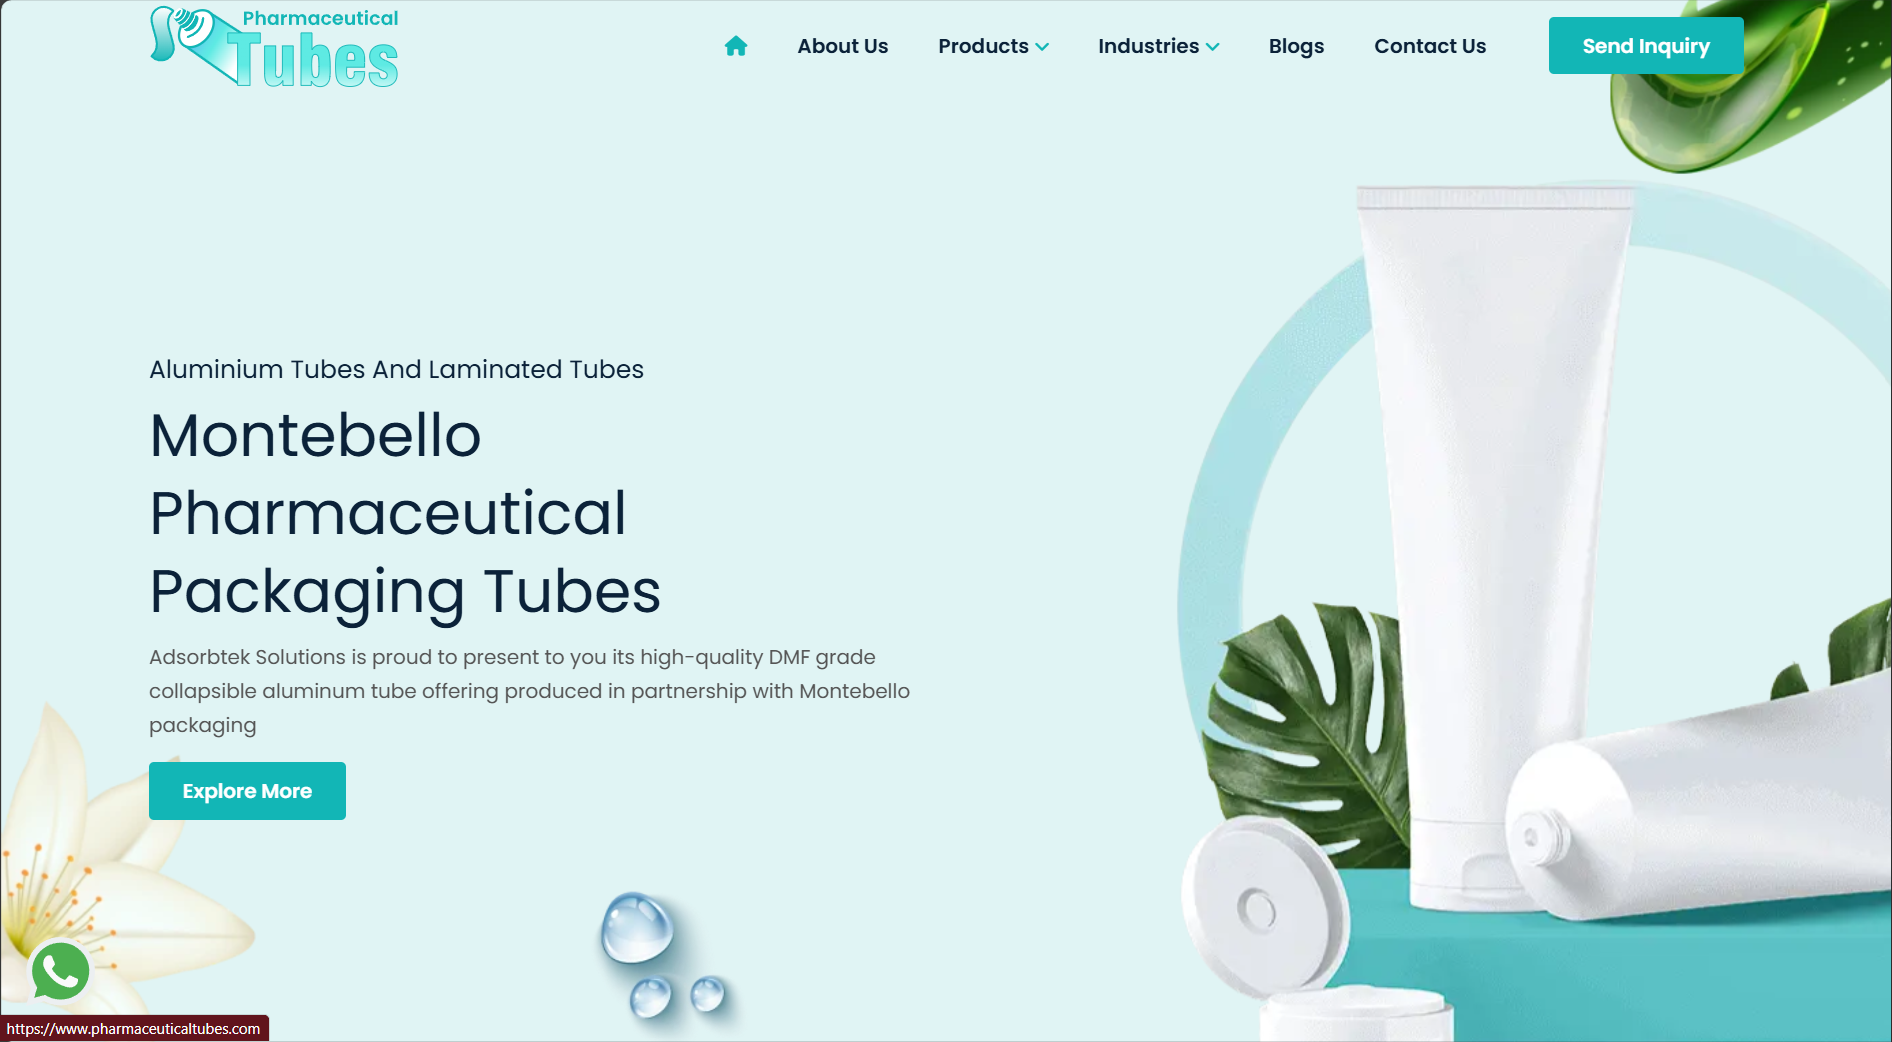 Pharmaceutical
Tubes
About Us
Products
Industries
Blogs
Contact Us
Send Inquiry
Aluminium Tubes And Laminated Tubes
Montebello
Pharmaceutical
Packaging Tubes
Adsorbtek Solutions is proud to present to you its high-quality DMF grade
collapsible aluminum tube offering produced in partnership with Montebello
packaging
Explore More
https://www.pharmaceuticaltubes.com